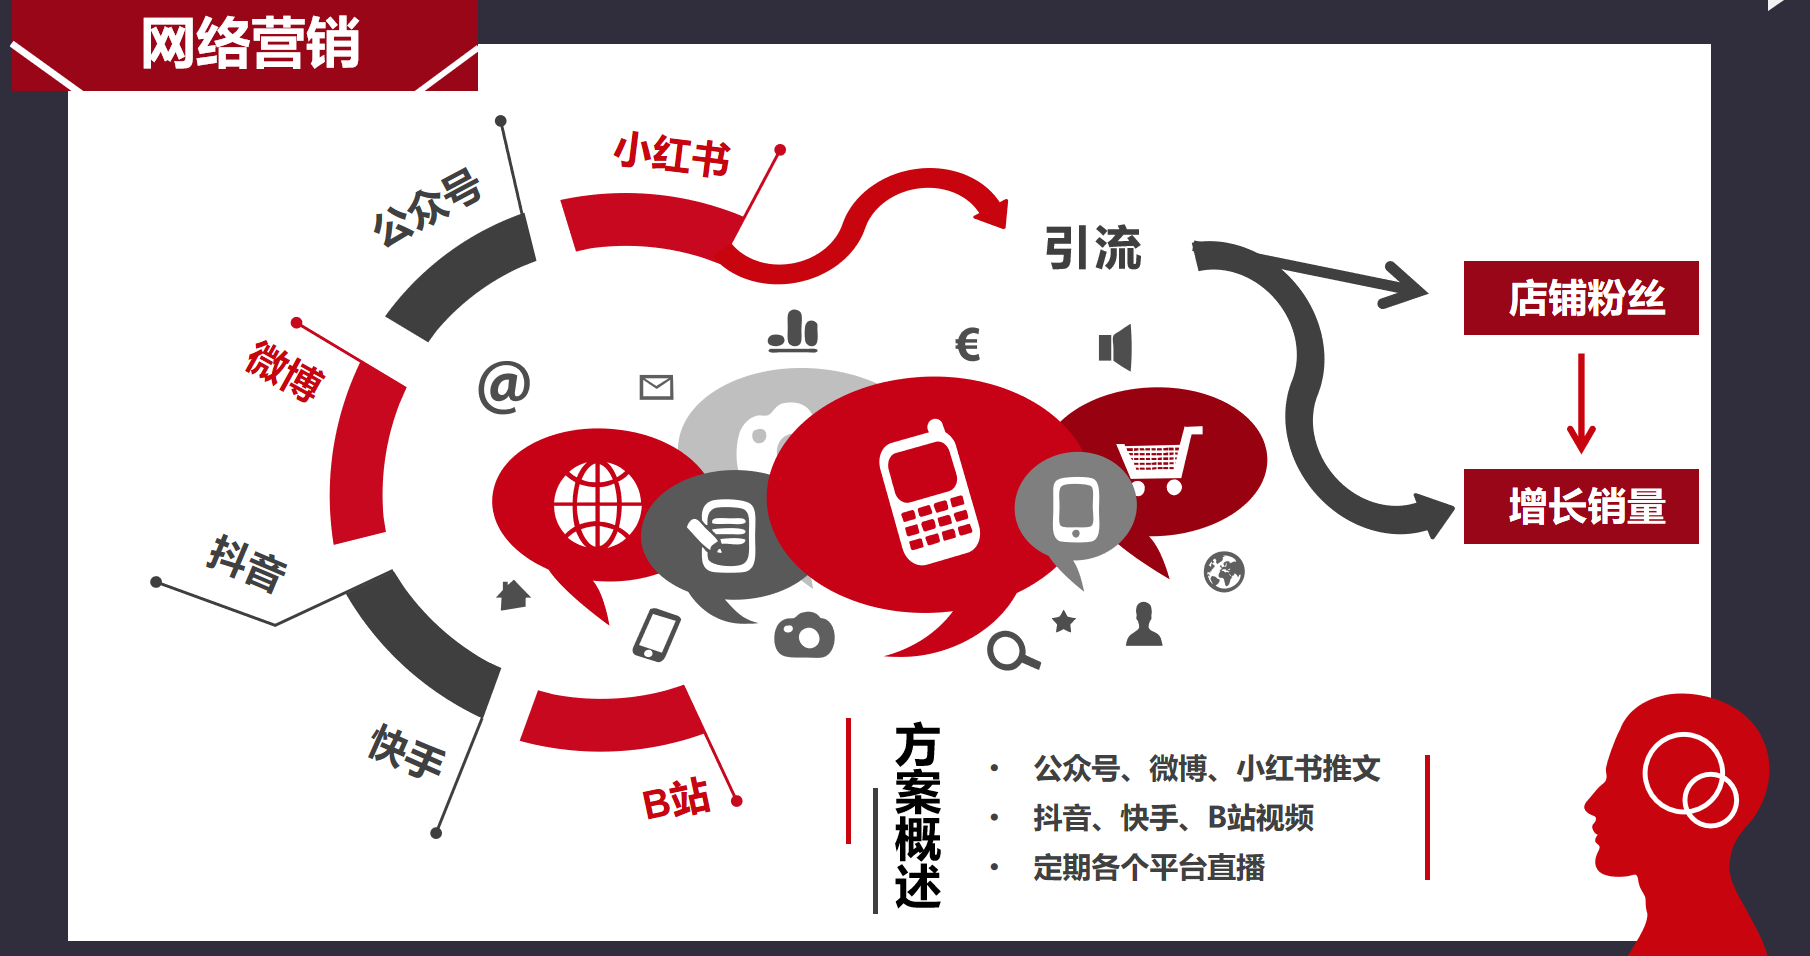 网络营销
小红书
公众号
微博
抖音
快手
B站
引流
店铺粉丝
增长销量
@
€
方案概述
• 公众号、微博、小红书推文
• 抖音、快手、B站视频
• 定期各个平台直播